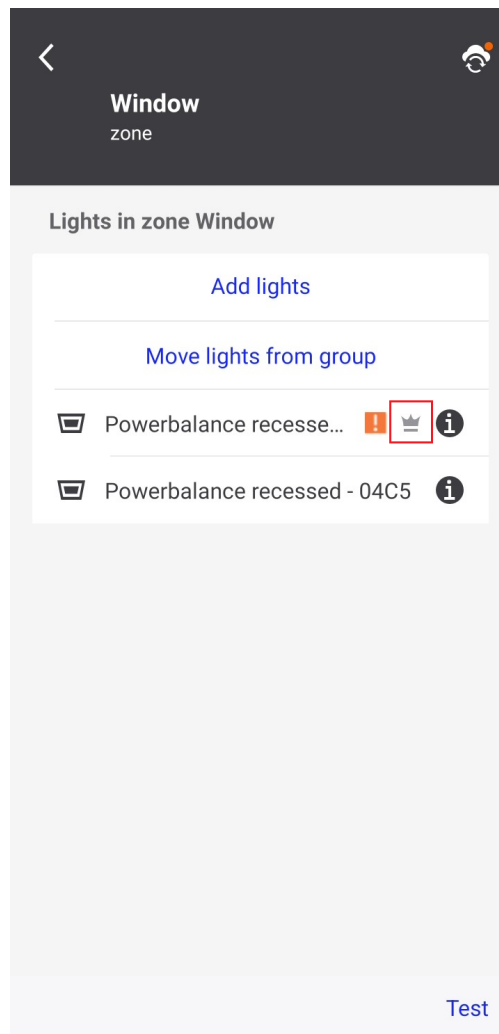 Window
zone
Lights in zone Window
Add lights
Move lights from group
Powerbalance recesse...
Powerbalance recessed - 04C5
Test